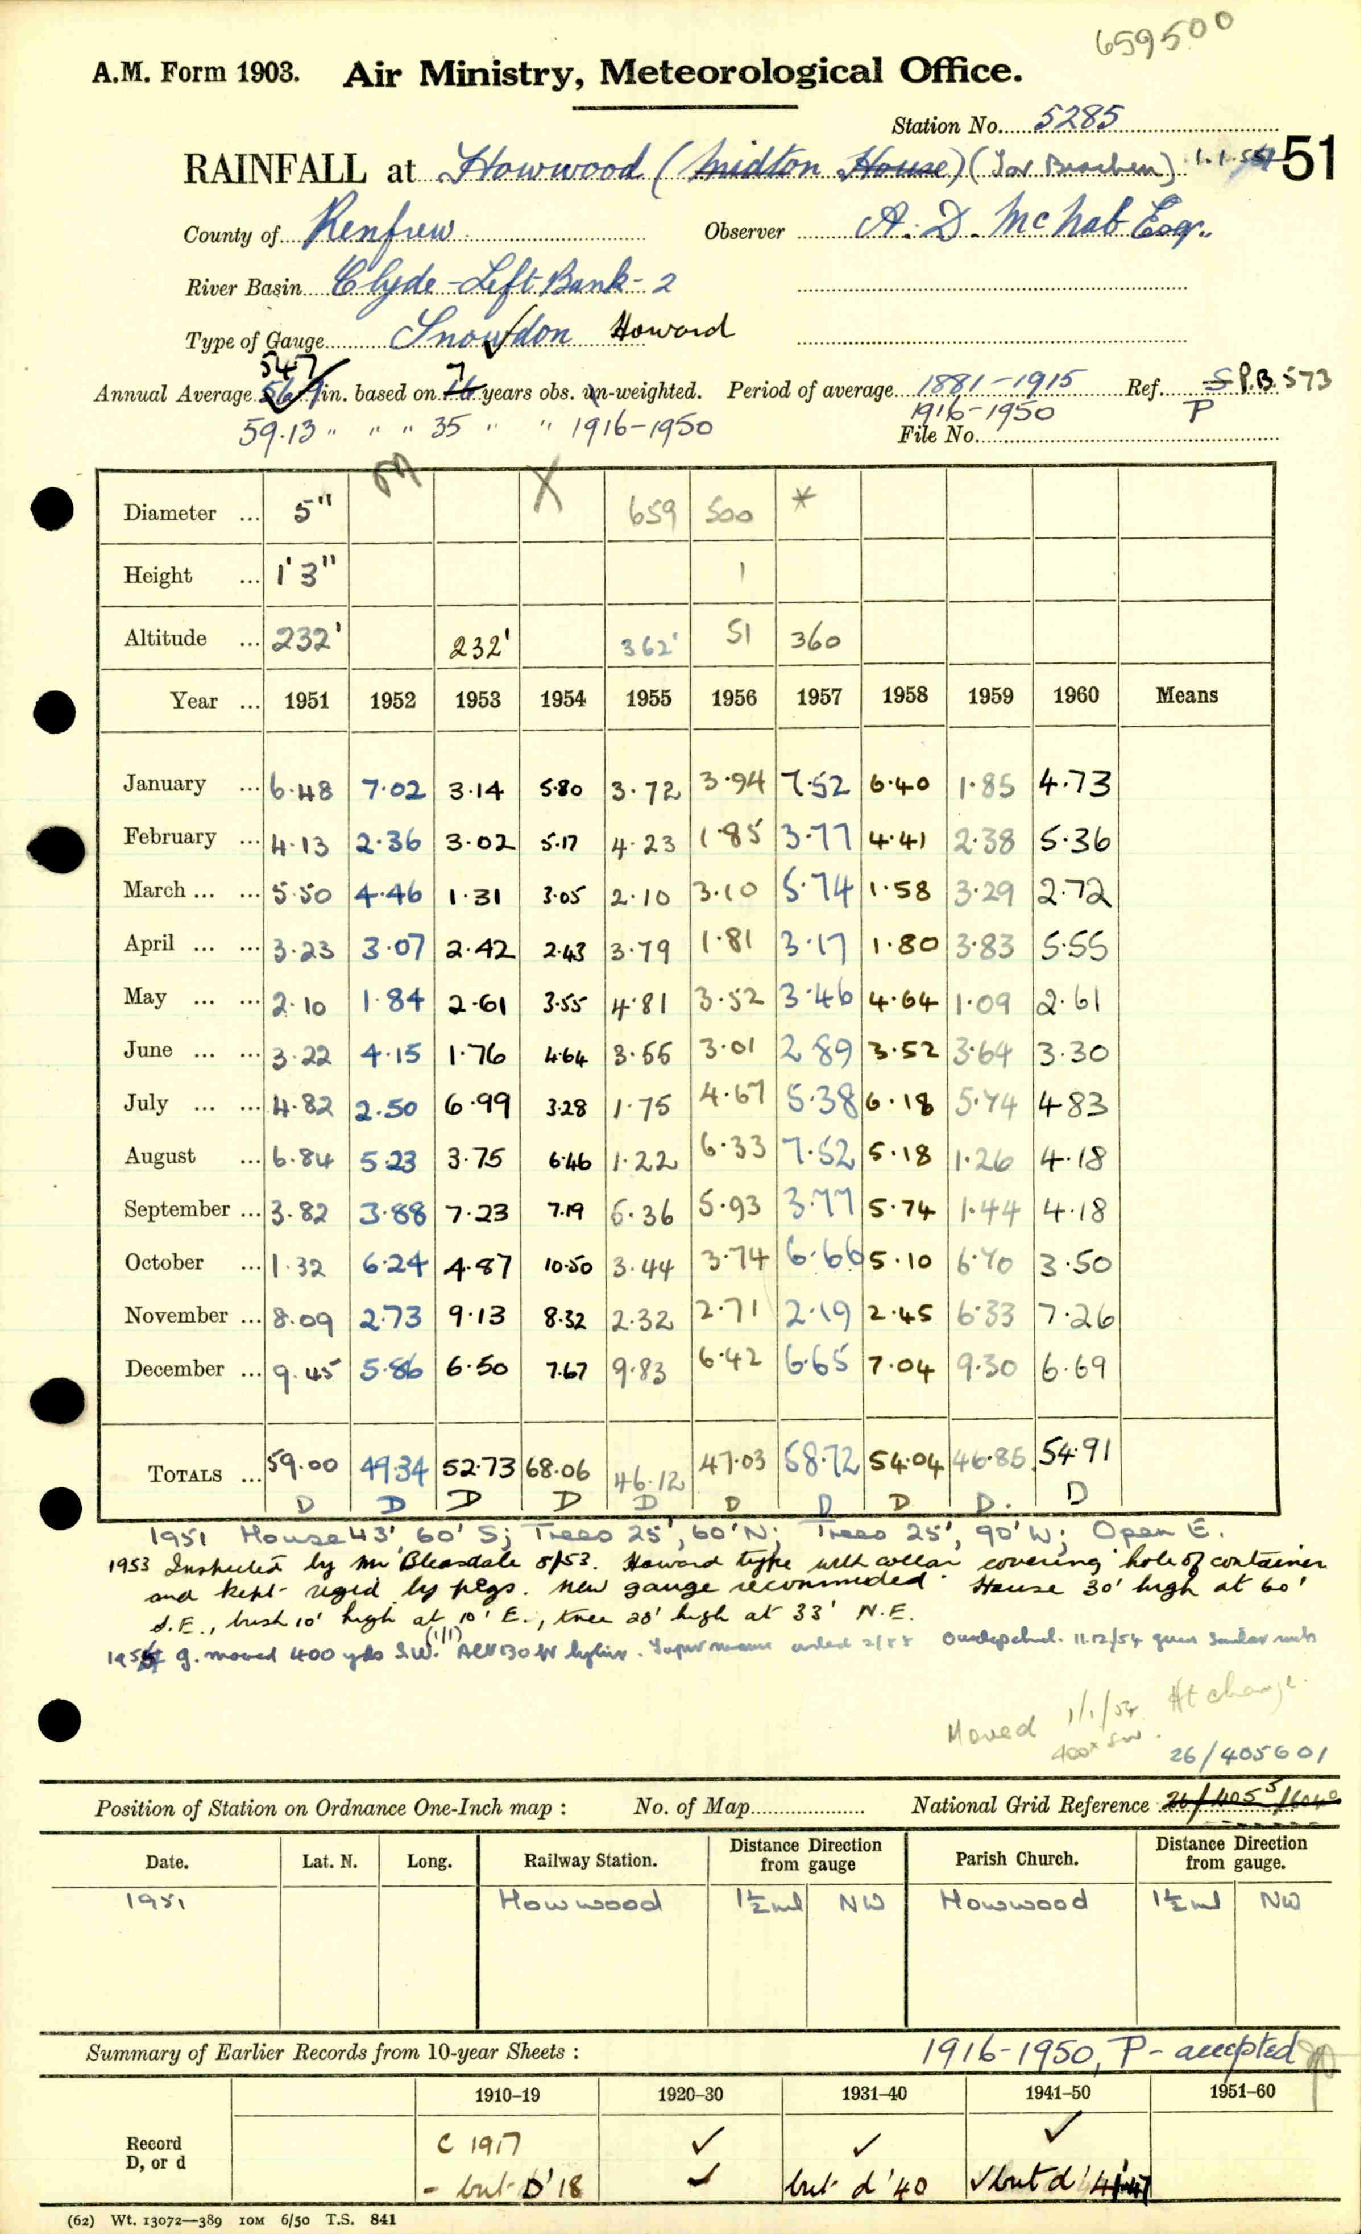 659500
A.M. Form 1903. Air Ministry, Meteorological Office.
Station No. 5285
RAINFALL at Howwood (Midton House) (Tor Bracken) 1.1.55 51
County of Renfrew Observer A. D. McNab Esq.
River Basin Clyde - Left Bank - 2
Type of Gauge Snowdon Howard
54.7 7
Annual Average 56.9 in. based on 16 years obs. un-weighted. Period of average 1881-1915 Ref. S P.B. 573
1916-1950 P
59.13 " " " 35 " " 1916-1950 File No.
M X
Diameter ... 5" 659 500 *
Height ... 1'3" 1
Altitude ... 232' 232' 362' 51 360
Year ... 1951 1952 1953 1954 1955 1956 1957 1958 1959 1960 Means
January ... 6.48 7.02 3.14 5.80 3.72 3.94 7.52 6.40 1.85 4.73
February ... 4.13 2.36 3.02 5.17 4.23 1.85 3.77 4.41 2.38 5.36
March ... ... 5.50 4.46 1.31 3.05 2.10 3.10 5.74 1.58 3.29 2.72
April ... ... 3.23 3.07 2.42 2.43 3.79 1.81 3.17 1.80 3.83 5.55
May ... ... 2.10 1.84 2.61 3.55 4.81 3.52 3.46 4.64 1.09 2.61
June ... ... 3.22 4.15 1.76 4.64 3.55 3.01 2.89 3.52 3.64 3.30
July ... ... 4.82 2.50 6.99 3.28 1.75 4.67 5.38 6.18 5.74 4.83
August ... 6.84 5.23 3.75 6.46 1.22 6.33 7.52 5.18 1.26 4.18
September ... 3.82 3.88 7.23 7.19 5.36 5.93 3.77 5.74 1.44 4.18
October ... 1.32 6.24 4.87 10.50 3.44 3.74 6.66 5.10 6.70 3.50
November ... 8.09 2.73 9.13 8.32 2.32 2.71 2.19 2.45 6.33 7.26
December ... 9.45 5.86 6.50 7.67 9.83 6.42 6.65 7.04 9.30 6.69
TOTALS ... 59.00 49.34 52.73 68.06 46.12 47.03 58.72 54.04 46.85 54.91
D D D D D D D D D. D
1951 House 43', 60' S; Trees 25', 60' N; Trees 25', 90' W; Open E.
1953 Inspected by Mr Bleasdale 8/53. Howard type with collar covering hole of container
and kept rigid by pegs. New gauge recommended. House 30' high at 60'
S.E., bush 10' high at 10' E., tree 20' high at 33' N.E.
1955 g. moved 400 yds S.W. (1/1) Alt 130 ft higher.
Moved 1/1/54 Ht change.
400x SW.
26/405601
Position of Station on Ordnance One-Inch map : No. of Map National Grid Reference 26/4055/6040
Date. Lat. N. Long. Railway Station. Distance Direction from gauge Parish Church. Distance Direction from gauge.
1951 Howwood 1½ ml NW Howwood 1½ ml NW
Summary of Earlier Records from 10-year Sheets : 1916-1950, P - accepted
1910-19 1920-30 1931-40 1941-50 1951-60
Record D, or d
C 1917 ✓ ✓ ✓
- but D '18 ✓ but d '40 ✓ but d '41-47
(62) Wt. 13072—389 10M 6/50 T.S. 841